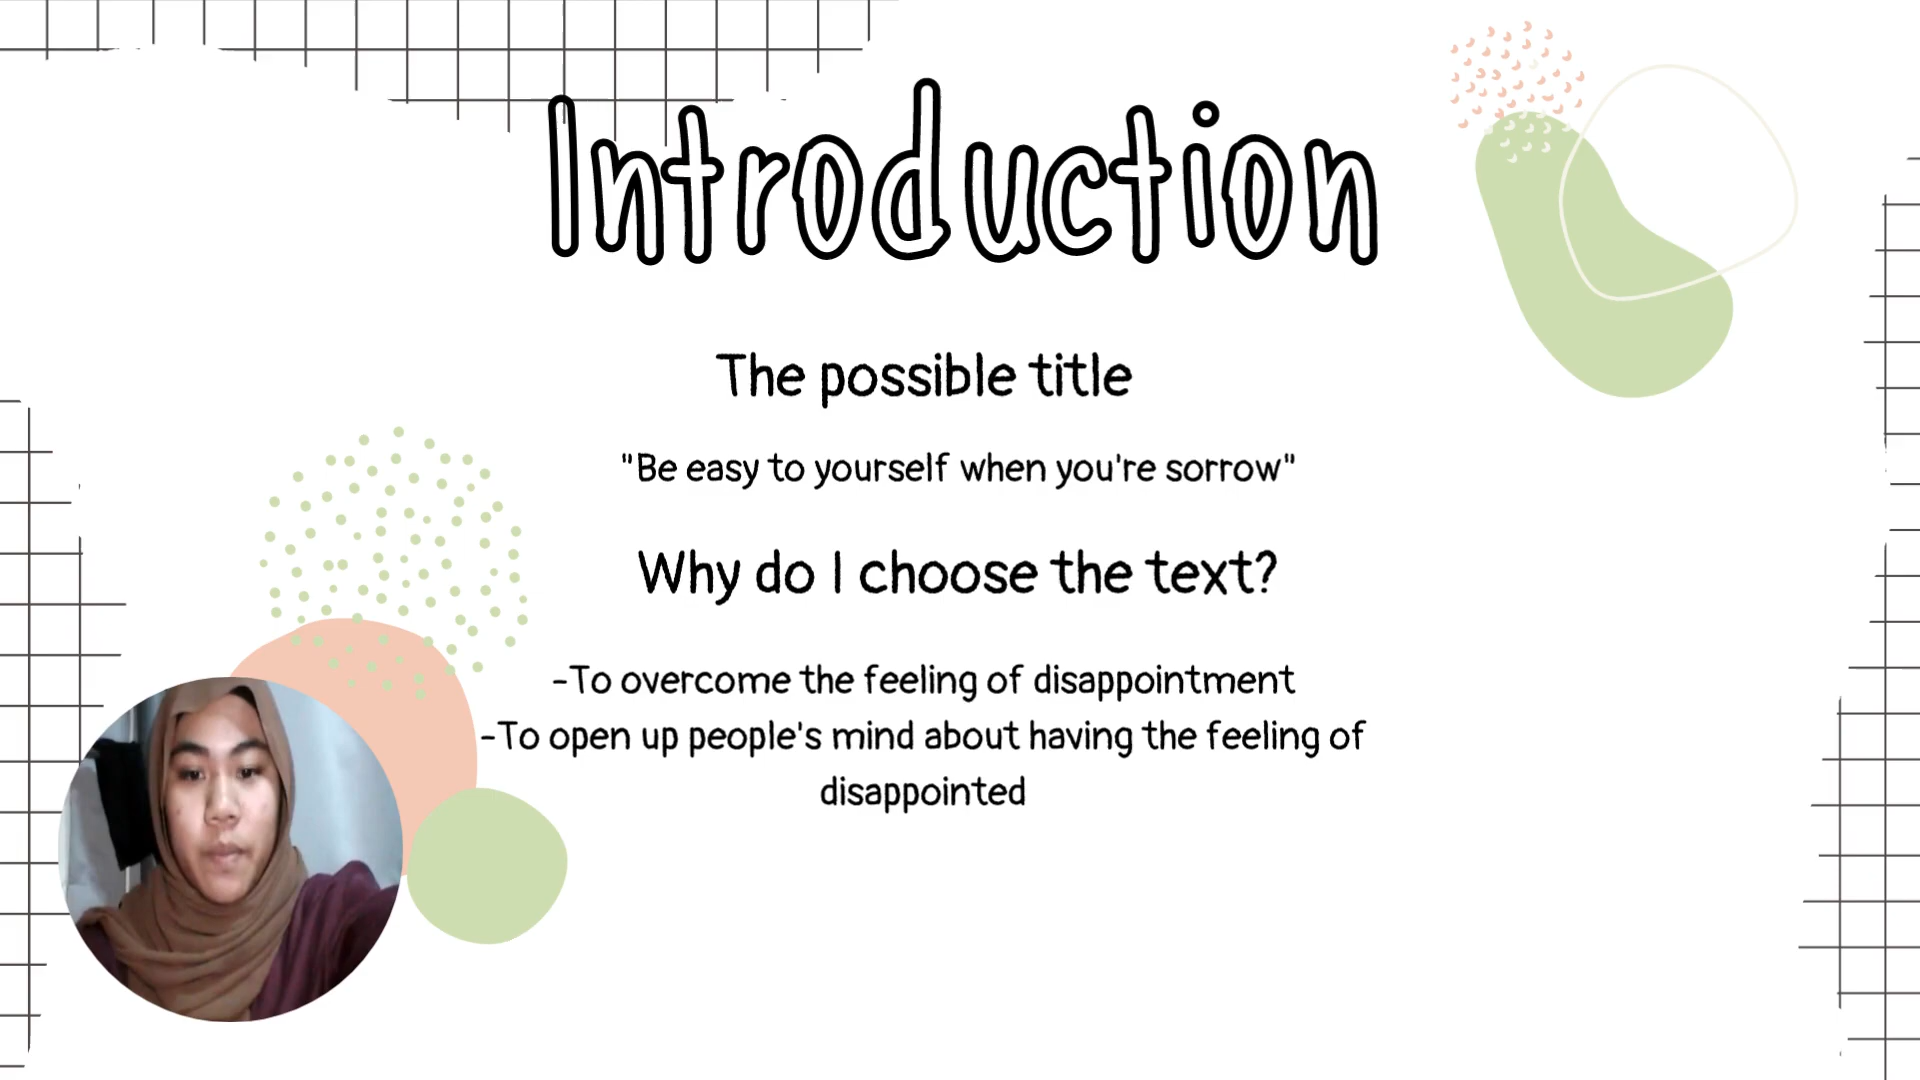 Introduction
The possible title
"Be easy to yourself when you're sorrow"
Why do I choose the text?
-To overcome the feeling of disappointment
-To open up people's mind about having the feeling of
disappointed